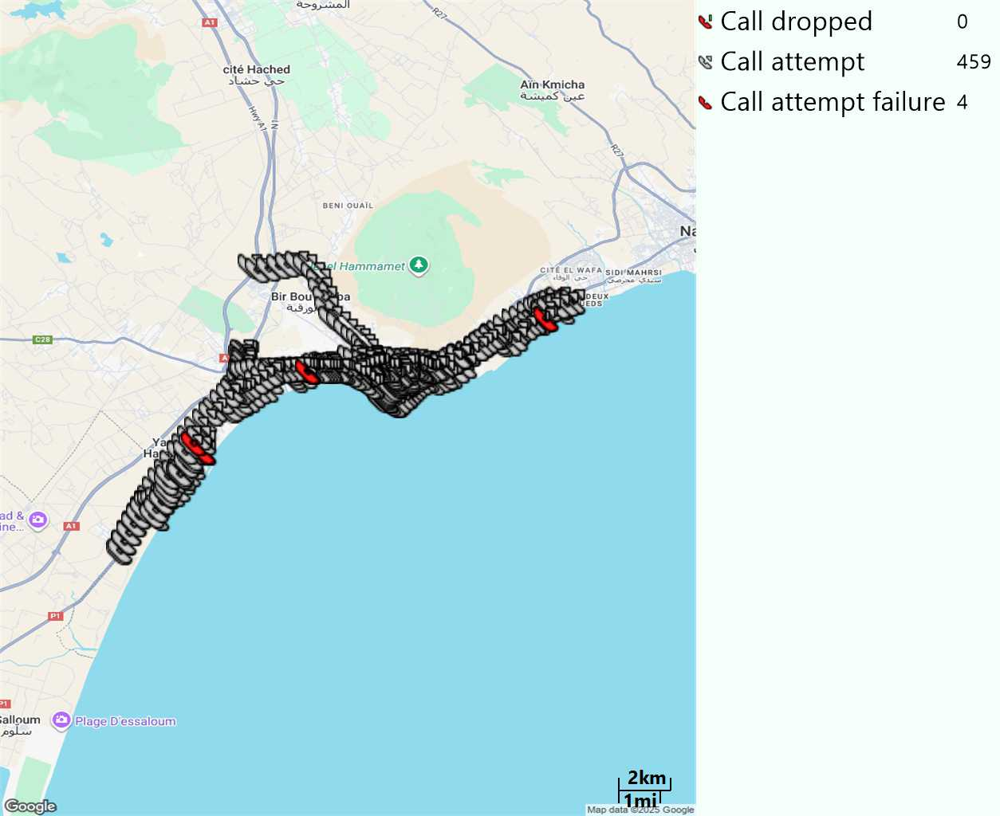 المشروحة
R27
A1
cité Hached
حي حشاد
Aïn Kmicha
عين كميشة
Hwy A1
N1
R27
BENI OUAÏL
el Hammamet
CITÉ EL WAFA
حي الوفاء
SIDI MAHRSI
سيدي محرصي
Bir Bou
ba
بورقبة
DEUX
UEDS
C28
A
Ya
Ha
ad &
ine...
A1
P1
P1
Salloum
سلوم
Plage D'essaloum
Google
2km
1mi
Map data ©2025 Google
Call dropped 0
Call attempt 459
Call attempt failure 4